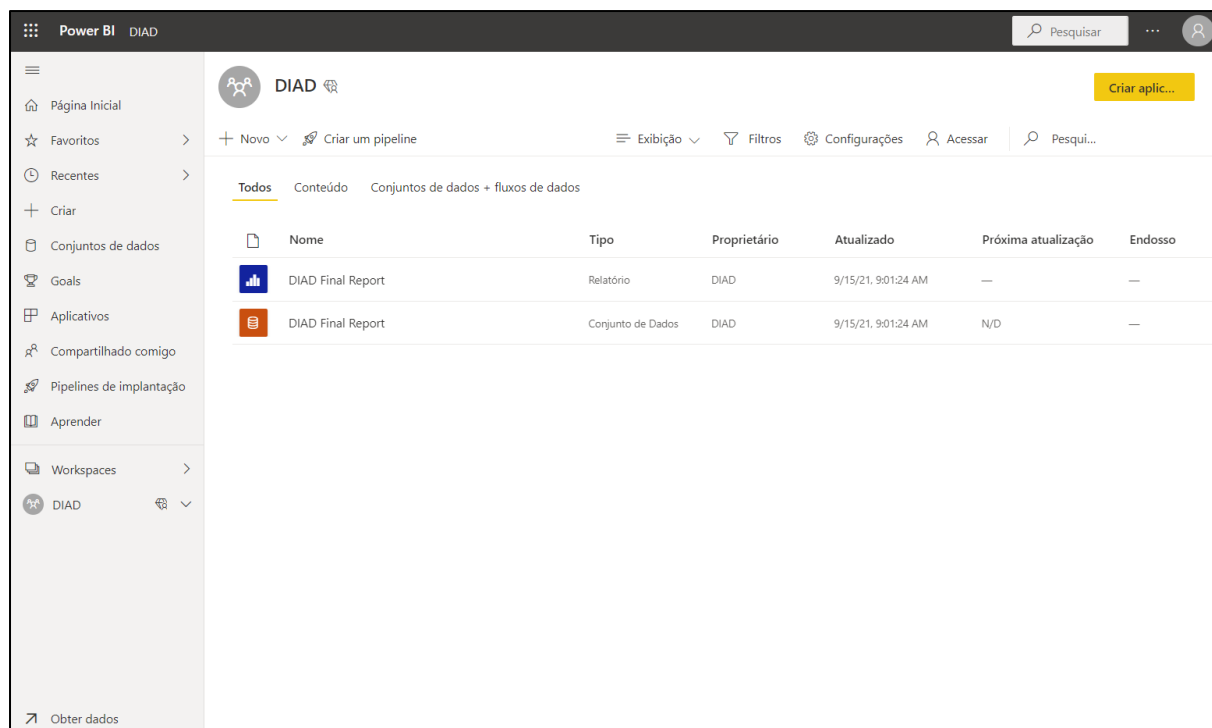 Power BI DIAD Pesquisar ...
DIAD Criar aplic...
Página Inicial
Favoritos
Recentes
Criar
Conjuntos de dados
Goals
Aplicativos
Compartilhado comigo
Pipelines de implantação
Aprender
Workspaces
DIAD
Obter dados
Novo Criar um pipeline Exibição Filtros Configurações Acessar Pesqui...
Todos Conteúdo Conjuntos de dados + fluxos de dados
Nome Tipo Proprietário Atualizado Próxima atualização Endosso
DIAD Final Report Relatório DIAD 9/15/21, 9:01:24 AM — —
DIAD Final Report Conjunto de Dados DIAD 9/15/21, 9:01:24 AM N/D —